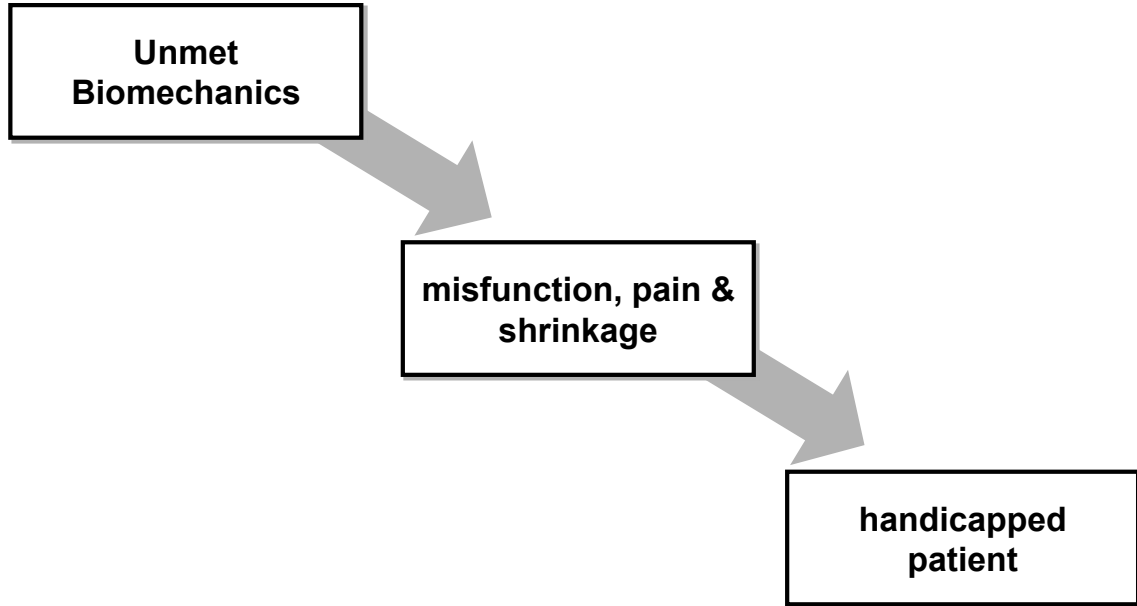 Unmet
Biomechanics
misfunction, pain &
shrinkage
handicapped
patient